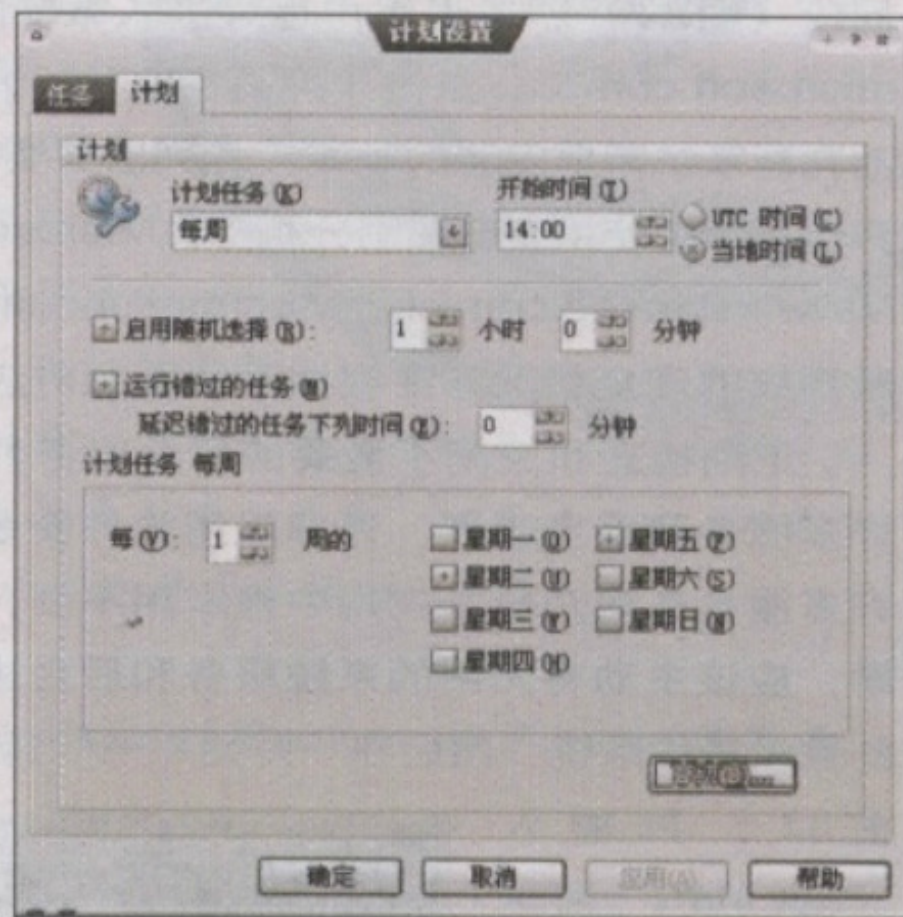 计划设置
任务 计划
计划
计划任务(K) 开始时间(T)
每周 14:00 UTC 时间(C)
当地时间(L)
启用随机选择(R): 1 小时 0 分钟
运行错过的任务(M)
延迟错过的任务下列时间(E): 0 分钟
计划任务 每周
每(V): 1 周的 星期一(O) 星期五(F)
星期二(U) 星期六(S)
星期三(W) 星期日(N)
星期四(H)
确定 取消 应用(A) 帮助